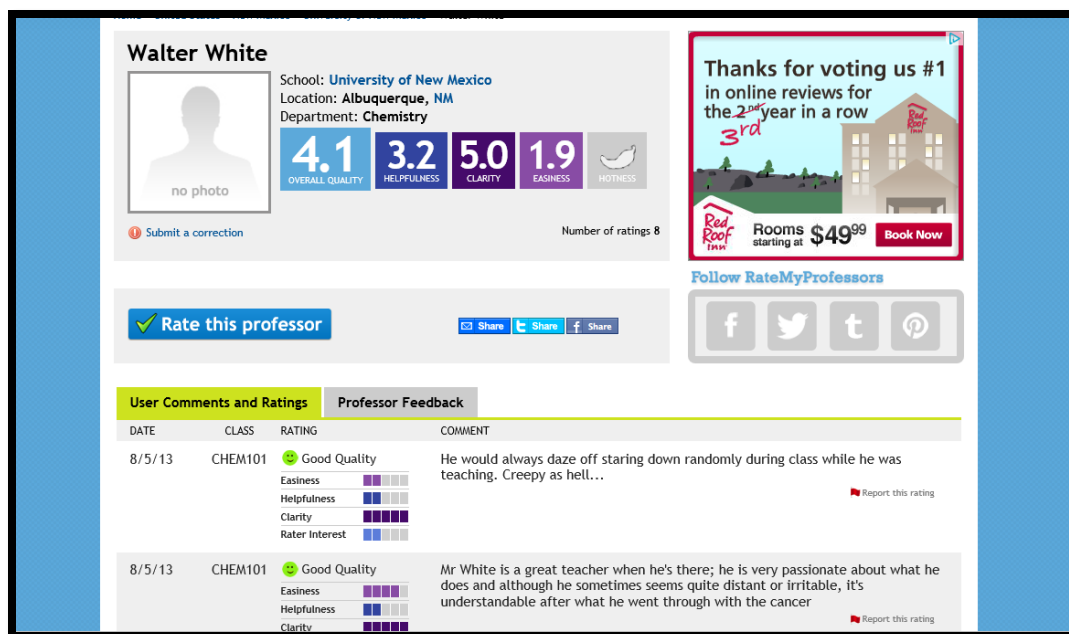 Walter White
no photo
School: University of New Mexico
Location: Albuquerque, NM
Department: Chemistry
4.1
OVERALL QUALITY
3.2
HELPFULNESS
5.0
CLARITY
1.9
EASINESS
HOTNESS
Submit a correction
Number of ratings 8
Thanks for voting us #1
in online reviews for
the 2nd year in a row
3rd
Red
Roof
Inn
Red
Roof
Inn
Rooms
starting at $49 99
Book Now
Follow RateMyProfessors
Rate this professor
Share
Share
Share
User Comments and Ratings
Professor Feedback
DATE CLASS RATING COMMENT
8/5/13 CHEM101 Good Quality
Easiness
Helpfulness
Clarity
Rater Interest
He would always daze off staring down randomly during class while he was
teaching. Creepy as hell...
Report this rating
8/5/13 CHEM101 Good Quality
Easiness
Helpfulness
Clarity
Mr White is a great teacher when he's there; he is very passionate about what he
does and although he sometimes seems quite distant or irritable, it's
understandable after what he went through with the cancer
Report this rating